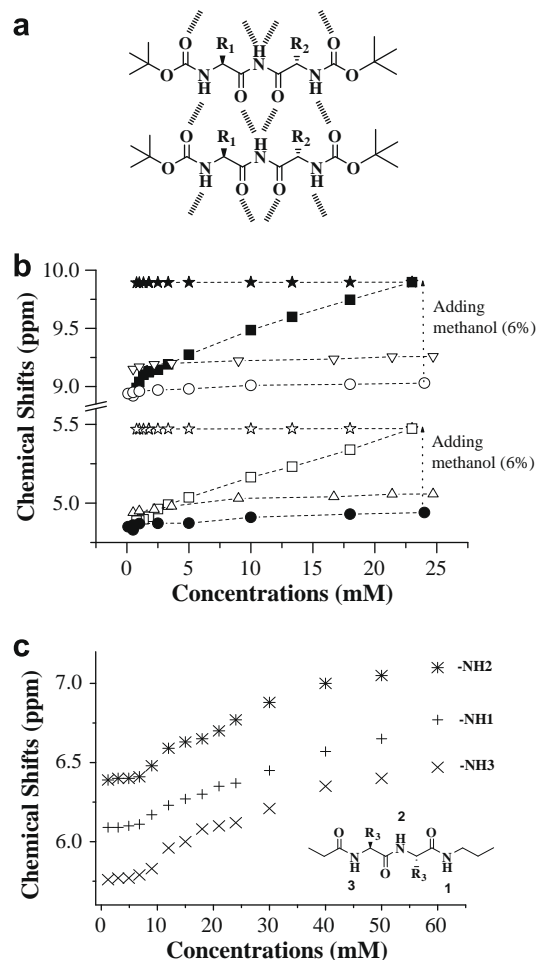 a
O
R₁
H
N
R₂
O
O
N
H
O
O
N
H
O
O
R₁
H
N
R₂
O
O
N
H
O
O
N
H
O
b
Chemical Shifts (ppm)
10.0
9.5
9.0
5.5
5.0
Adding
methanol (6%)
Adding
methanol (6%)
0
5
10
15
20
25
Concentrations (mM)
c
Chemical Shifts (ppm)
7.0
6.5
6.0
-NH2
-NH1
-NH3
2
O
R₃
H
N
O
N
H
O
R₃
N
H
3
1
0
10
20
30
40
50
60
Concentrations (mM)